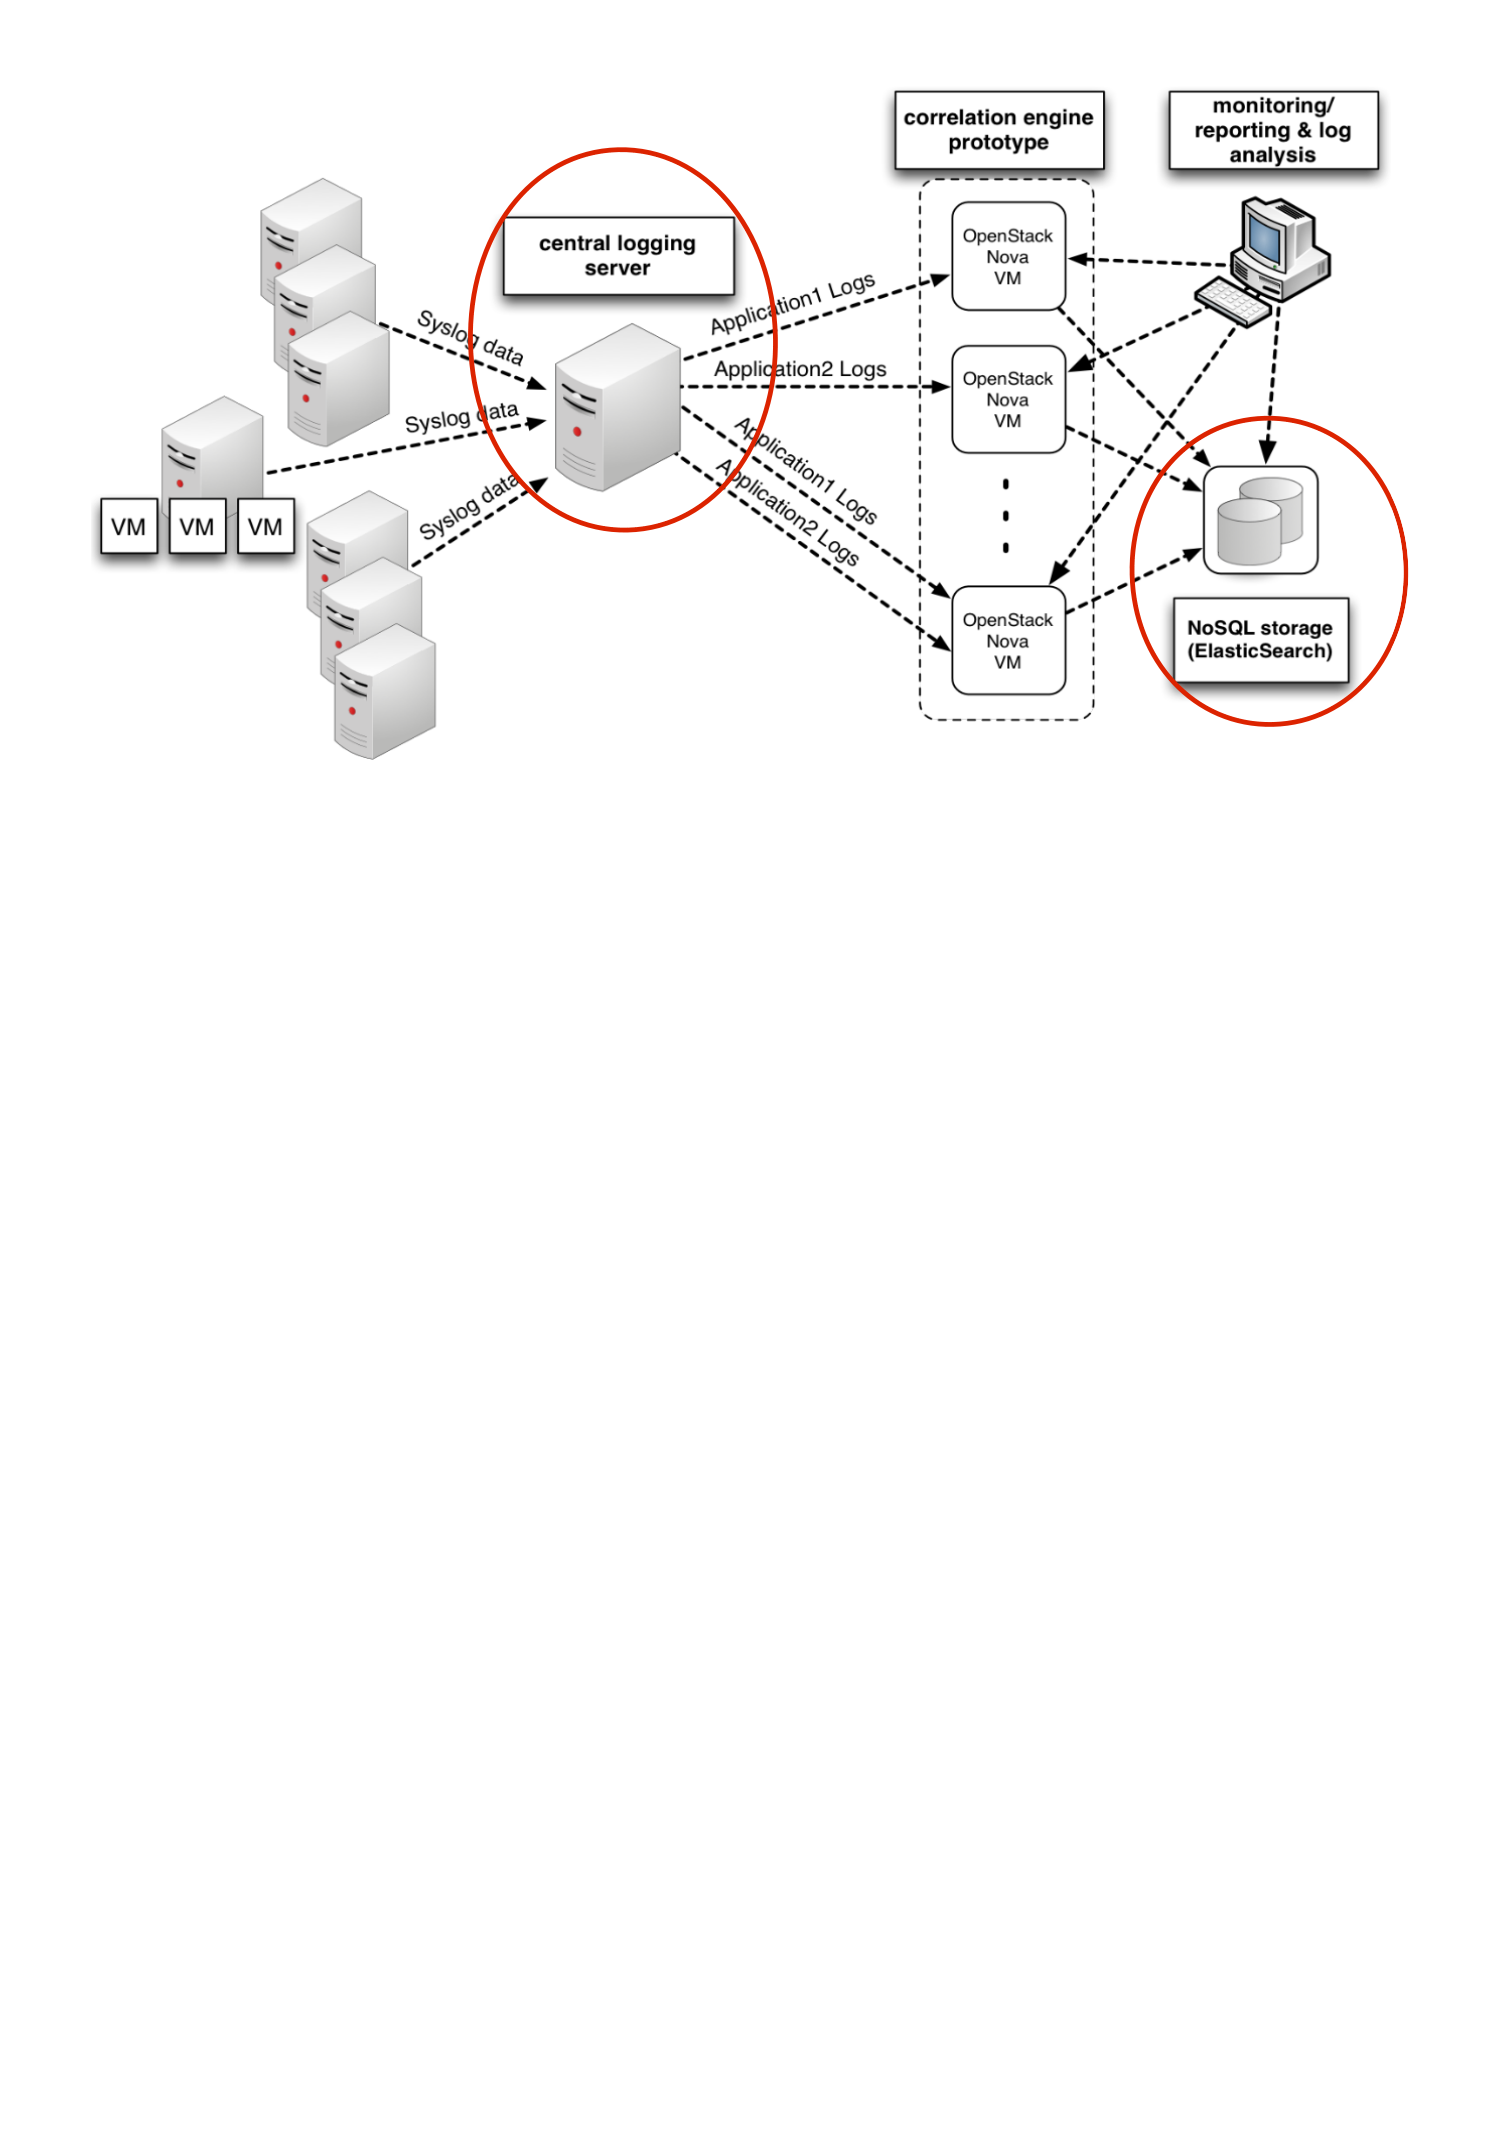 correlation engine
prototype
monitoring/
reporting & log
analysis
central logging
server
OpenStack
Nova
VM
Application1 Logs
Syslog data
Application2 Logs
OpenStack
Nova
VM
Syslog data
Application1 Logs
Syslog data
Application2 Logs
VM
VM
VM
OpenStack
Nova
VM
NoSQL storage
(ElasticSearch)